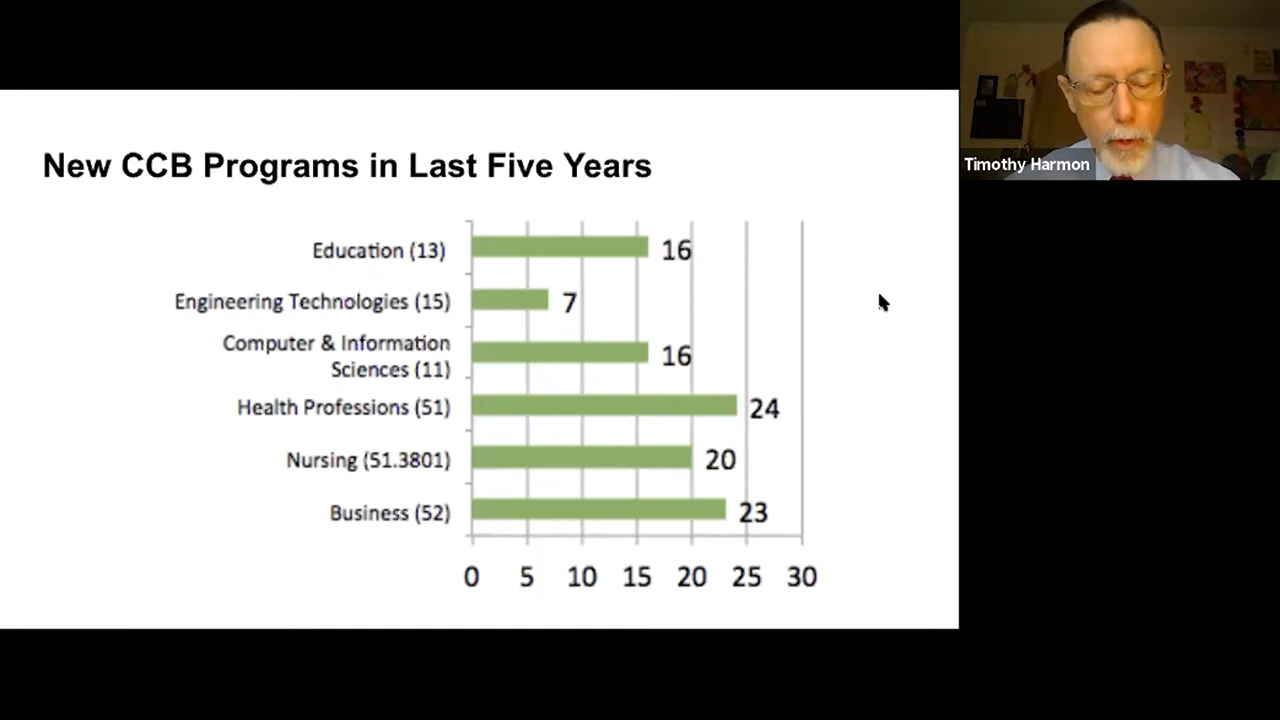 New CCB Programs in Last Five Years
Timothy Harmon
Education (13)
16
Engineering Technologies (15)
7
Computer & Information
Sciences (11)
16
Health Professions (51)
24
Nursing (51.3801)
20
Business (52)
23
0 5 10 15 20 25 30